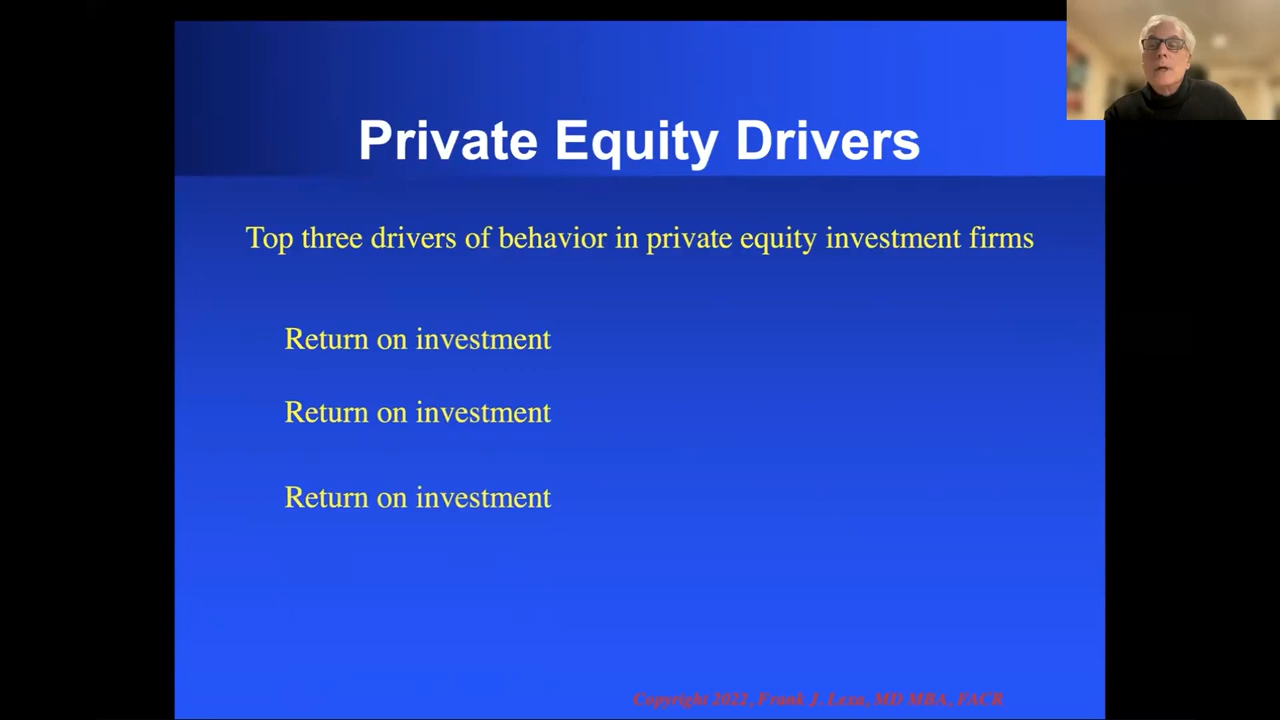 Private Equity Drivers
Top three drivers of behavior in private equity investment firms
Return on investment
Return on investment
Return on investment
Copyright 2022, Frank J. Lexa, MD MBA, FACR